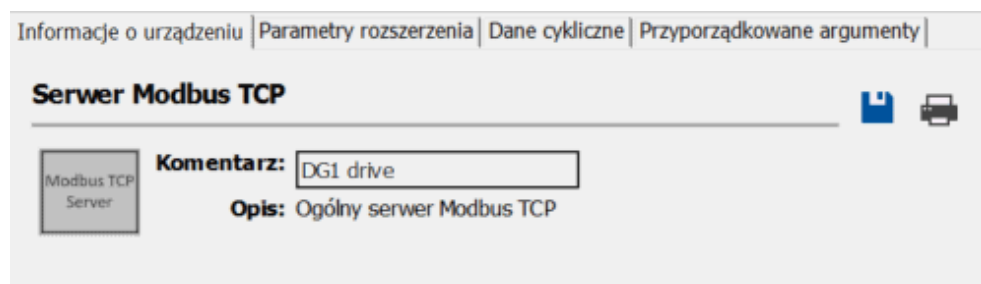 Informacje o urządzeniu Parametry rozszerzenia Dane cykliczne Przyporządkowane argumenty
Serwer Modbus TCP
Modbus TCP
Server
Komentarz: DG1 drive
Opis: Ogólny serwer Modbus TCP